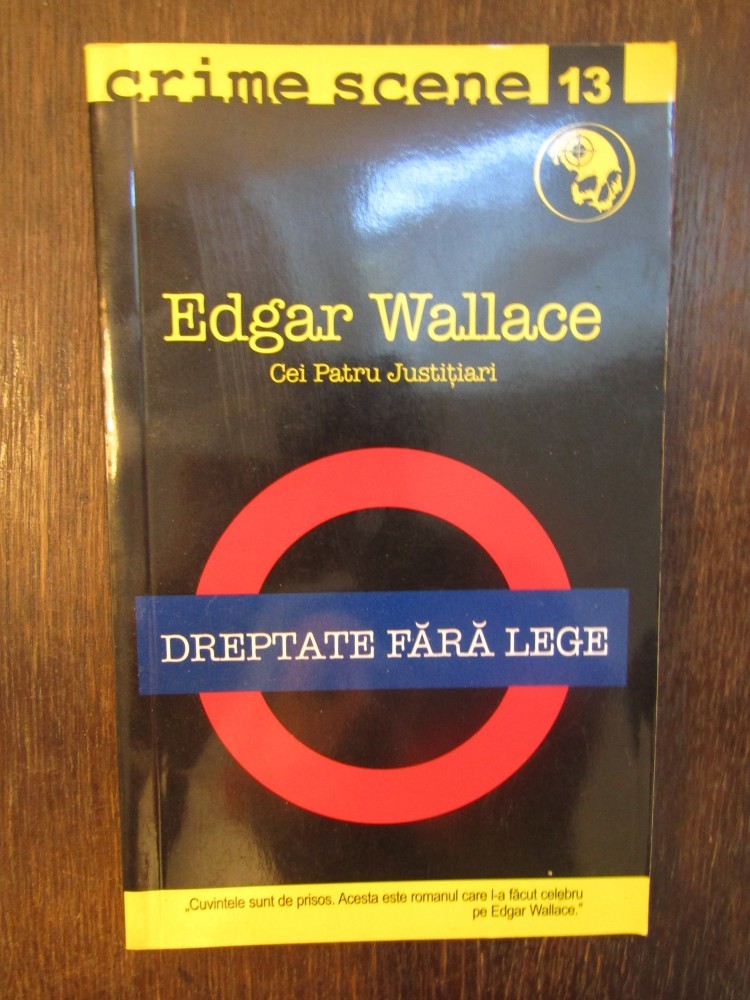 crime scene 13
Edgar Wallace
Cei Patru Justițiari
DREPTATE FĂRĂ LEGE
„Cuvintele sunt de prisos. Acesta este romanul care l-a făcut celebru
pe Edgar Wallace.”